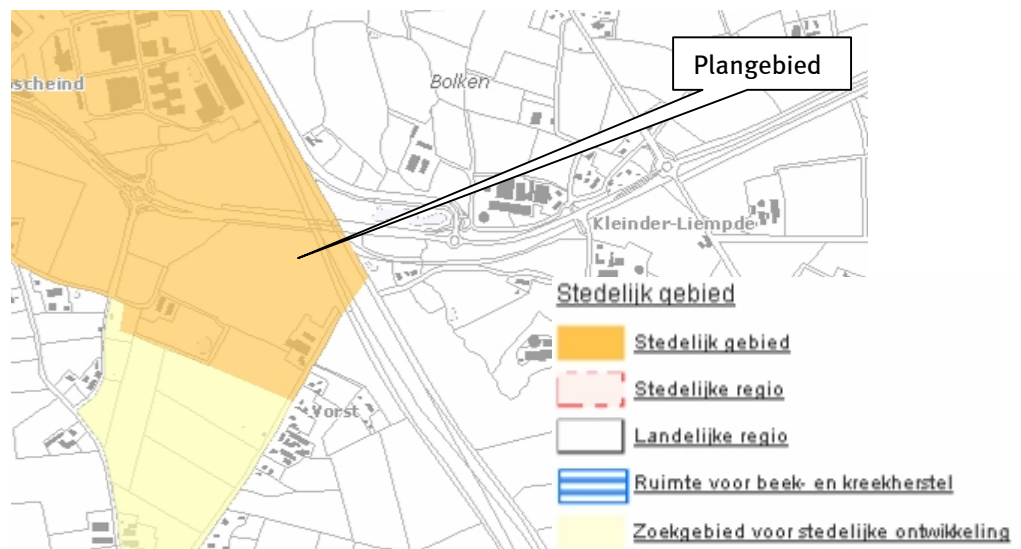 Plangebied
Bolken
scheind
Kleinder-Liempde
Vorst
Stedelijk gebied
Stedelijk gebied
Stedelijke regio
Landelijke regio
Ruimte voor beek- en kreekherstel
Zoekgebied voor stedelijke ontwikkeling